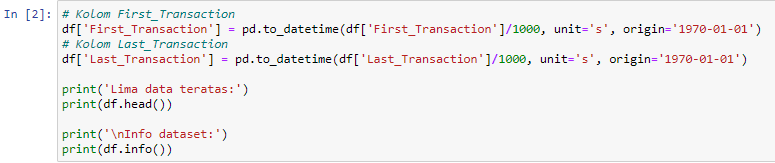 In [2]:
# Kolom First_Transaction
df['First_Transaction'] = pd.to_datetime(df['First_Transaction']/1000, unit='s', origin='1970-01-01')
# Kolom Last_Transaction
df['Last_Transaction'] = pd.to_datetime(df['Last_Transaction']/1000, unit='s', origin='1970-01-01')
print('Lima data teratas:')
print(df.head())
print('\nInfo dataset:')
print(df.info())